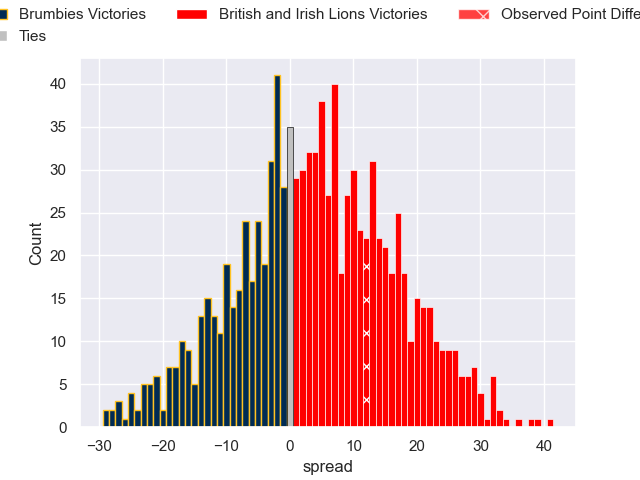 Brumbies Victories British and Irish Lions Victories Observed Point Diffe
Ties
40
35
30
25
20
15
10
5
0
Count
−30 −20 −10 0 10 20 30 40
spread